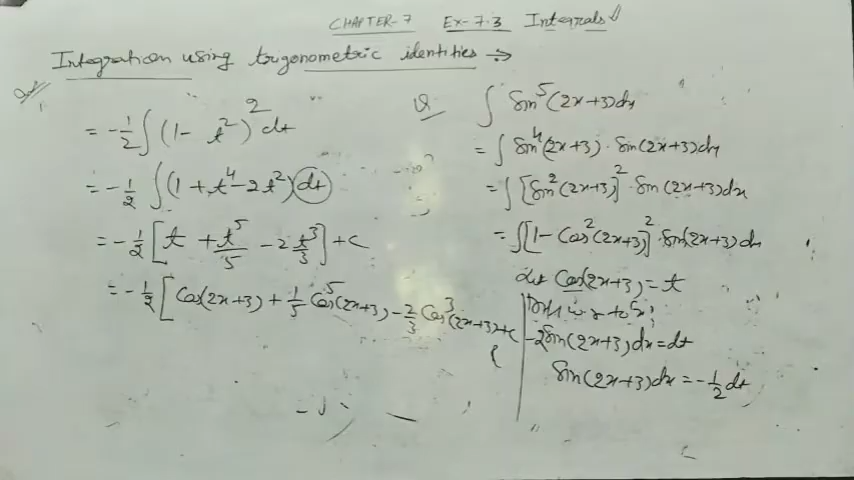 CHAPTER-7 Ex-7.3 Integrals
Integration using trigonometric identities →
Q ∫ Sin⁵(2x+3)dx
= ∫ Sin⁴(2x+3)·Sin(2x+3)dx
= ∫ [Sin²(2x+3)]²·Sin(2x+3)dx
= ∫[1-Cos²(2x+3)]²·Sin(2x+3)dx
Let Cos(2x+3) = t
Diff w.r. to x;
-2Sin(2x+3)dx = dt
Sin(2x+3)dx = -1/2 dt
= -1/2 ∫(1- t²)² dt
= -1/2 ∫(1+t⁴-2t²)dt
= -1/2 [t + t⁵/5 - 2t³/3] + c
= -1/2 [Cos(2x+3) + 1/5 Cos⁵(2x+3) - 2/3 Cos³(2x+3)+c